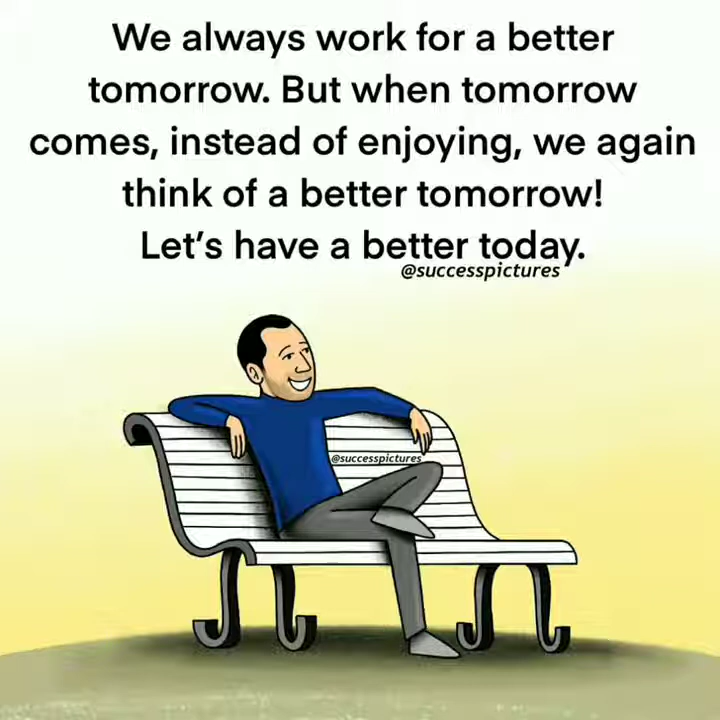 We always work for a better
tomorrow. But when tomorrow
comes, instead of enjoying, we again
think of a better tomorrow!
Let’s have a better today.
@successpictures
@successpictures